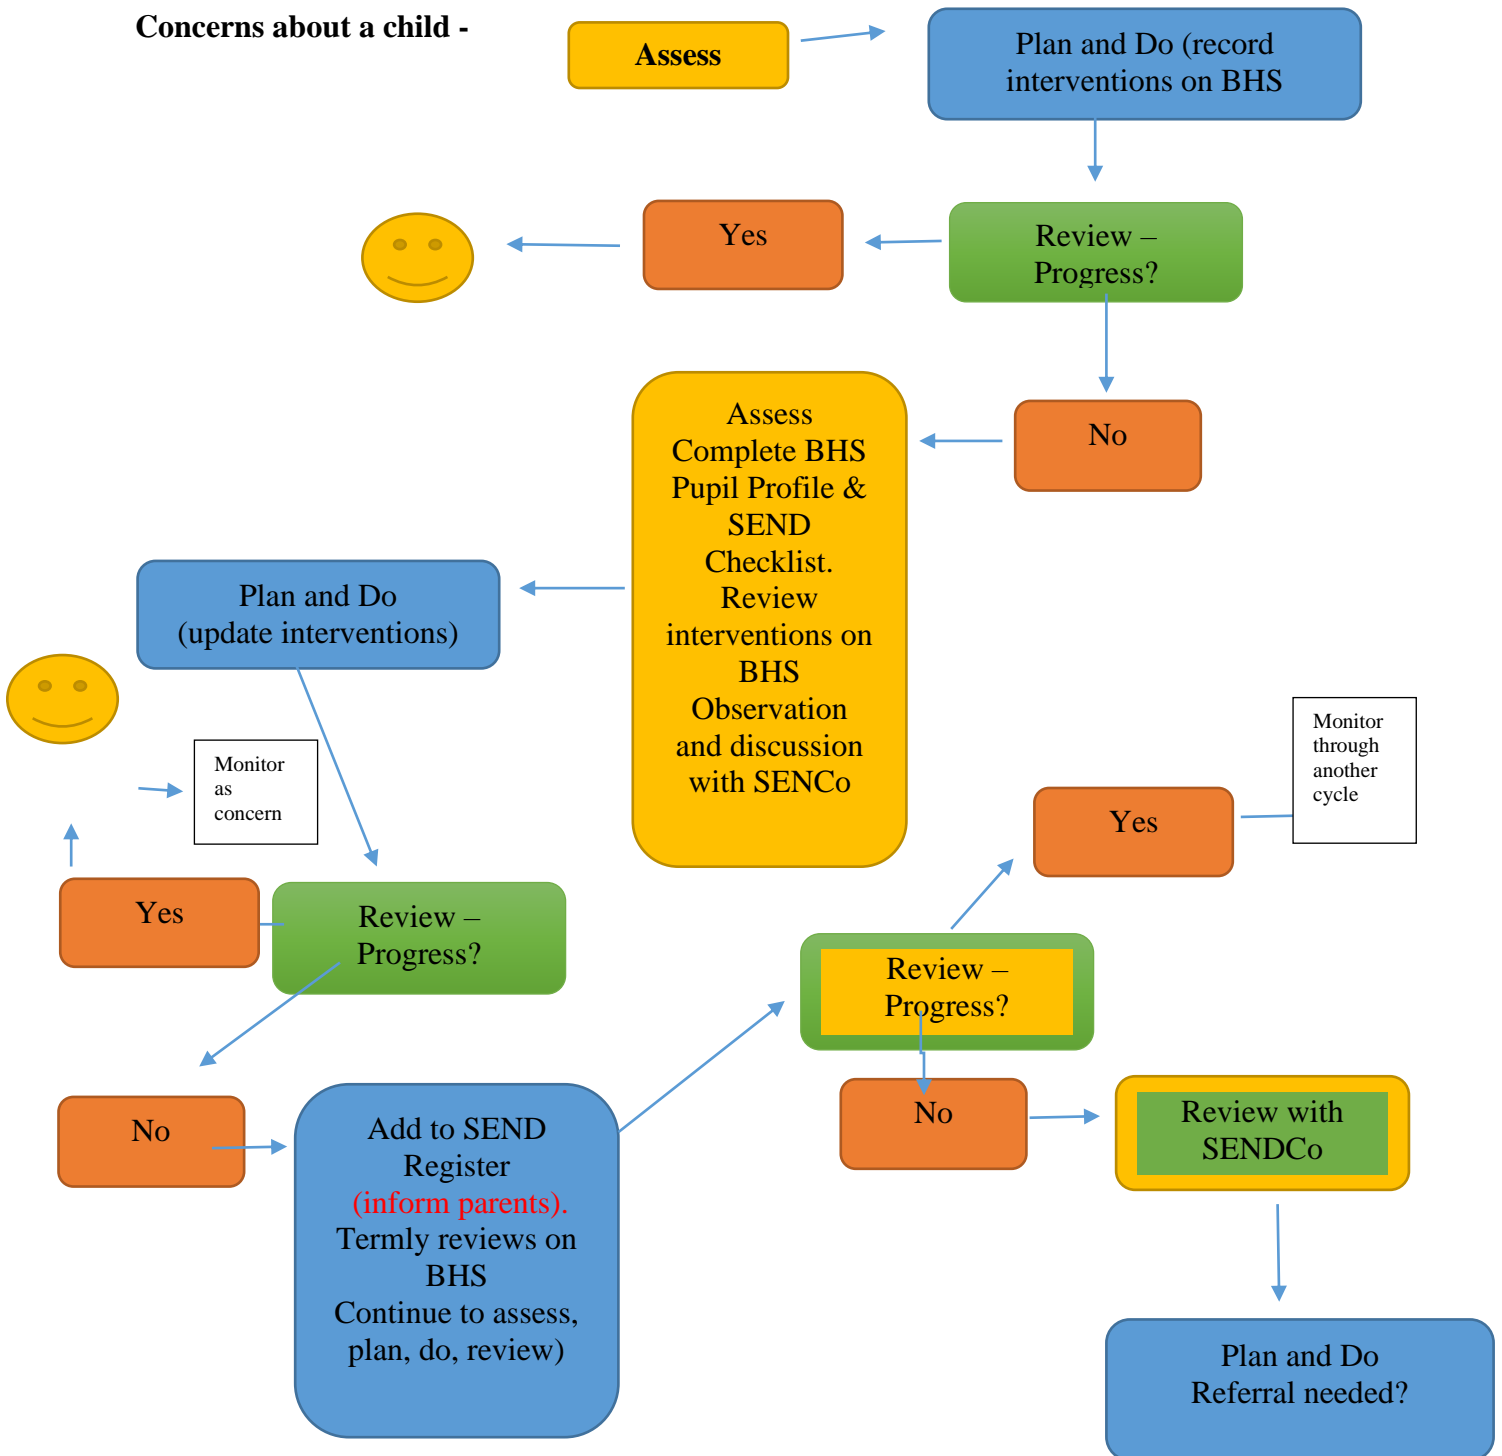 Concerns about a child -
Assess
Plan and Do (record
interventions on BHS
Review –
Progress?
Yes
No
Assess
Complete BHS
Pupil Profile &
SEND
Checklist.
Review
interventions on
BHS
Observation
and discussion
with SENCo
Plan and Do
(update interventions)
Monitor
as
concern
Yes
Review –
Progress?
No
Add to SEND
Register
(inform parents).
Termly reviews on
BHS
Continue to assess,
plan, do, review)
Review –
Progress?
Yes
Monitor
through
another
cycle
No
Review with
SENDCo
Plan and Do
Referral needed?